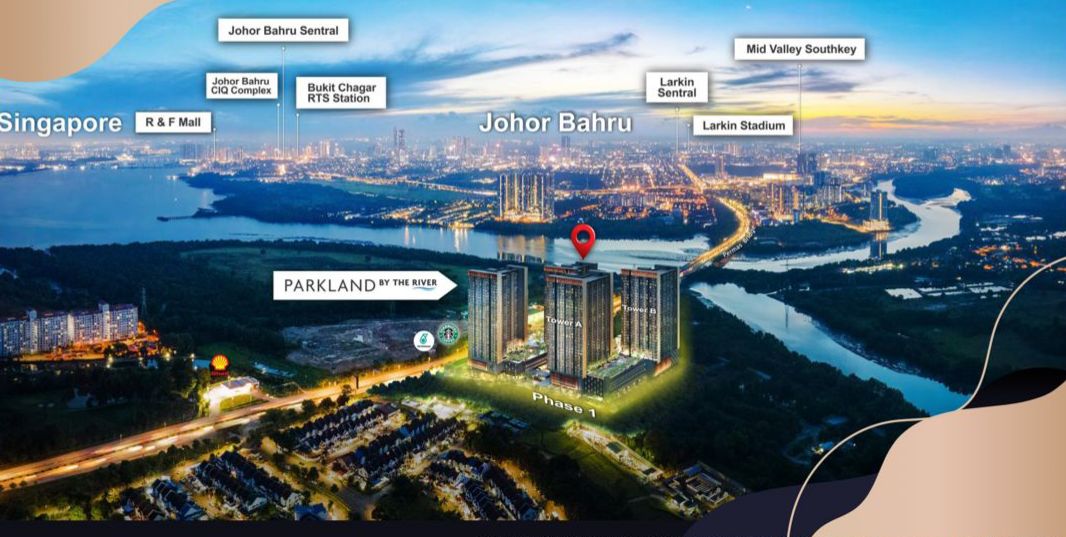 Johor Bahru Sentral
Mid Valley Southkey
Johor Bahru
CIQ Complex
Bukit Chagar
RTS Station
Larkin
Sentral
Singapore
R & F Mall
Johor Bahru
Larkin Stadium
PARKLAND BY THE RIVER
Tower A
Tower B
Phase 1